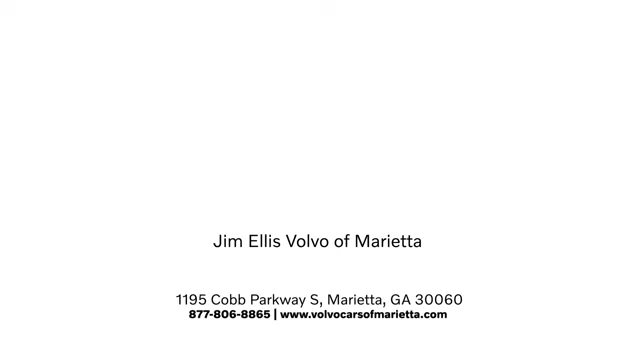 Jim Ellis Volvo of Marietta
1195 Cobb Parkway S, Marietta, GA 30060
877-806-8865 | www.volvocarsofmarietta.com